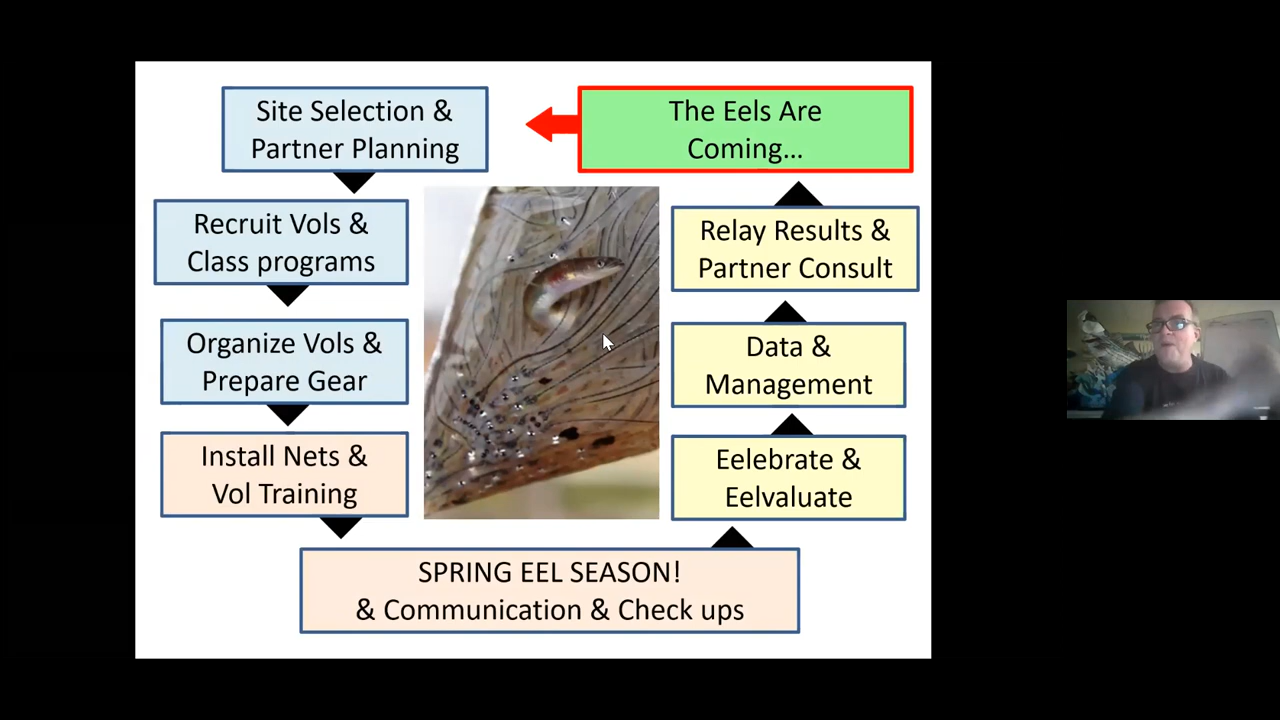 Site Selection &
Partner Planning
The Eels Are
Coming...
Recruit Vols &
Class programs
Relay Results &
Partner Consult
Organize Vols &
Prepare Gear
Data &
Management
Install Nets &
Vol Training
Eelebrate &
Eelvaluate
SPRING EEL SEASON!
& Communication & Check ups